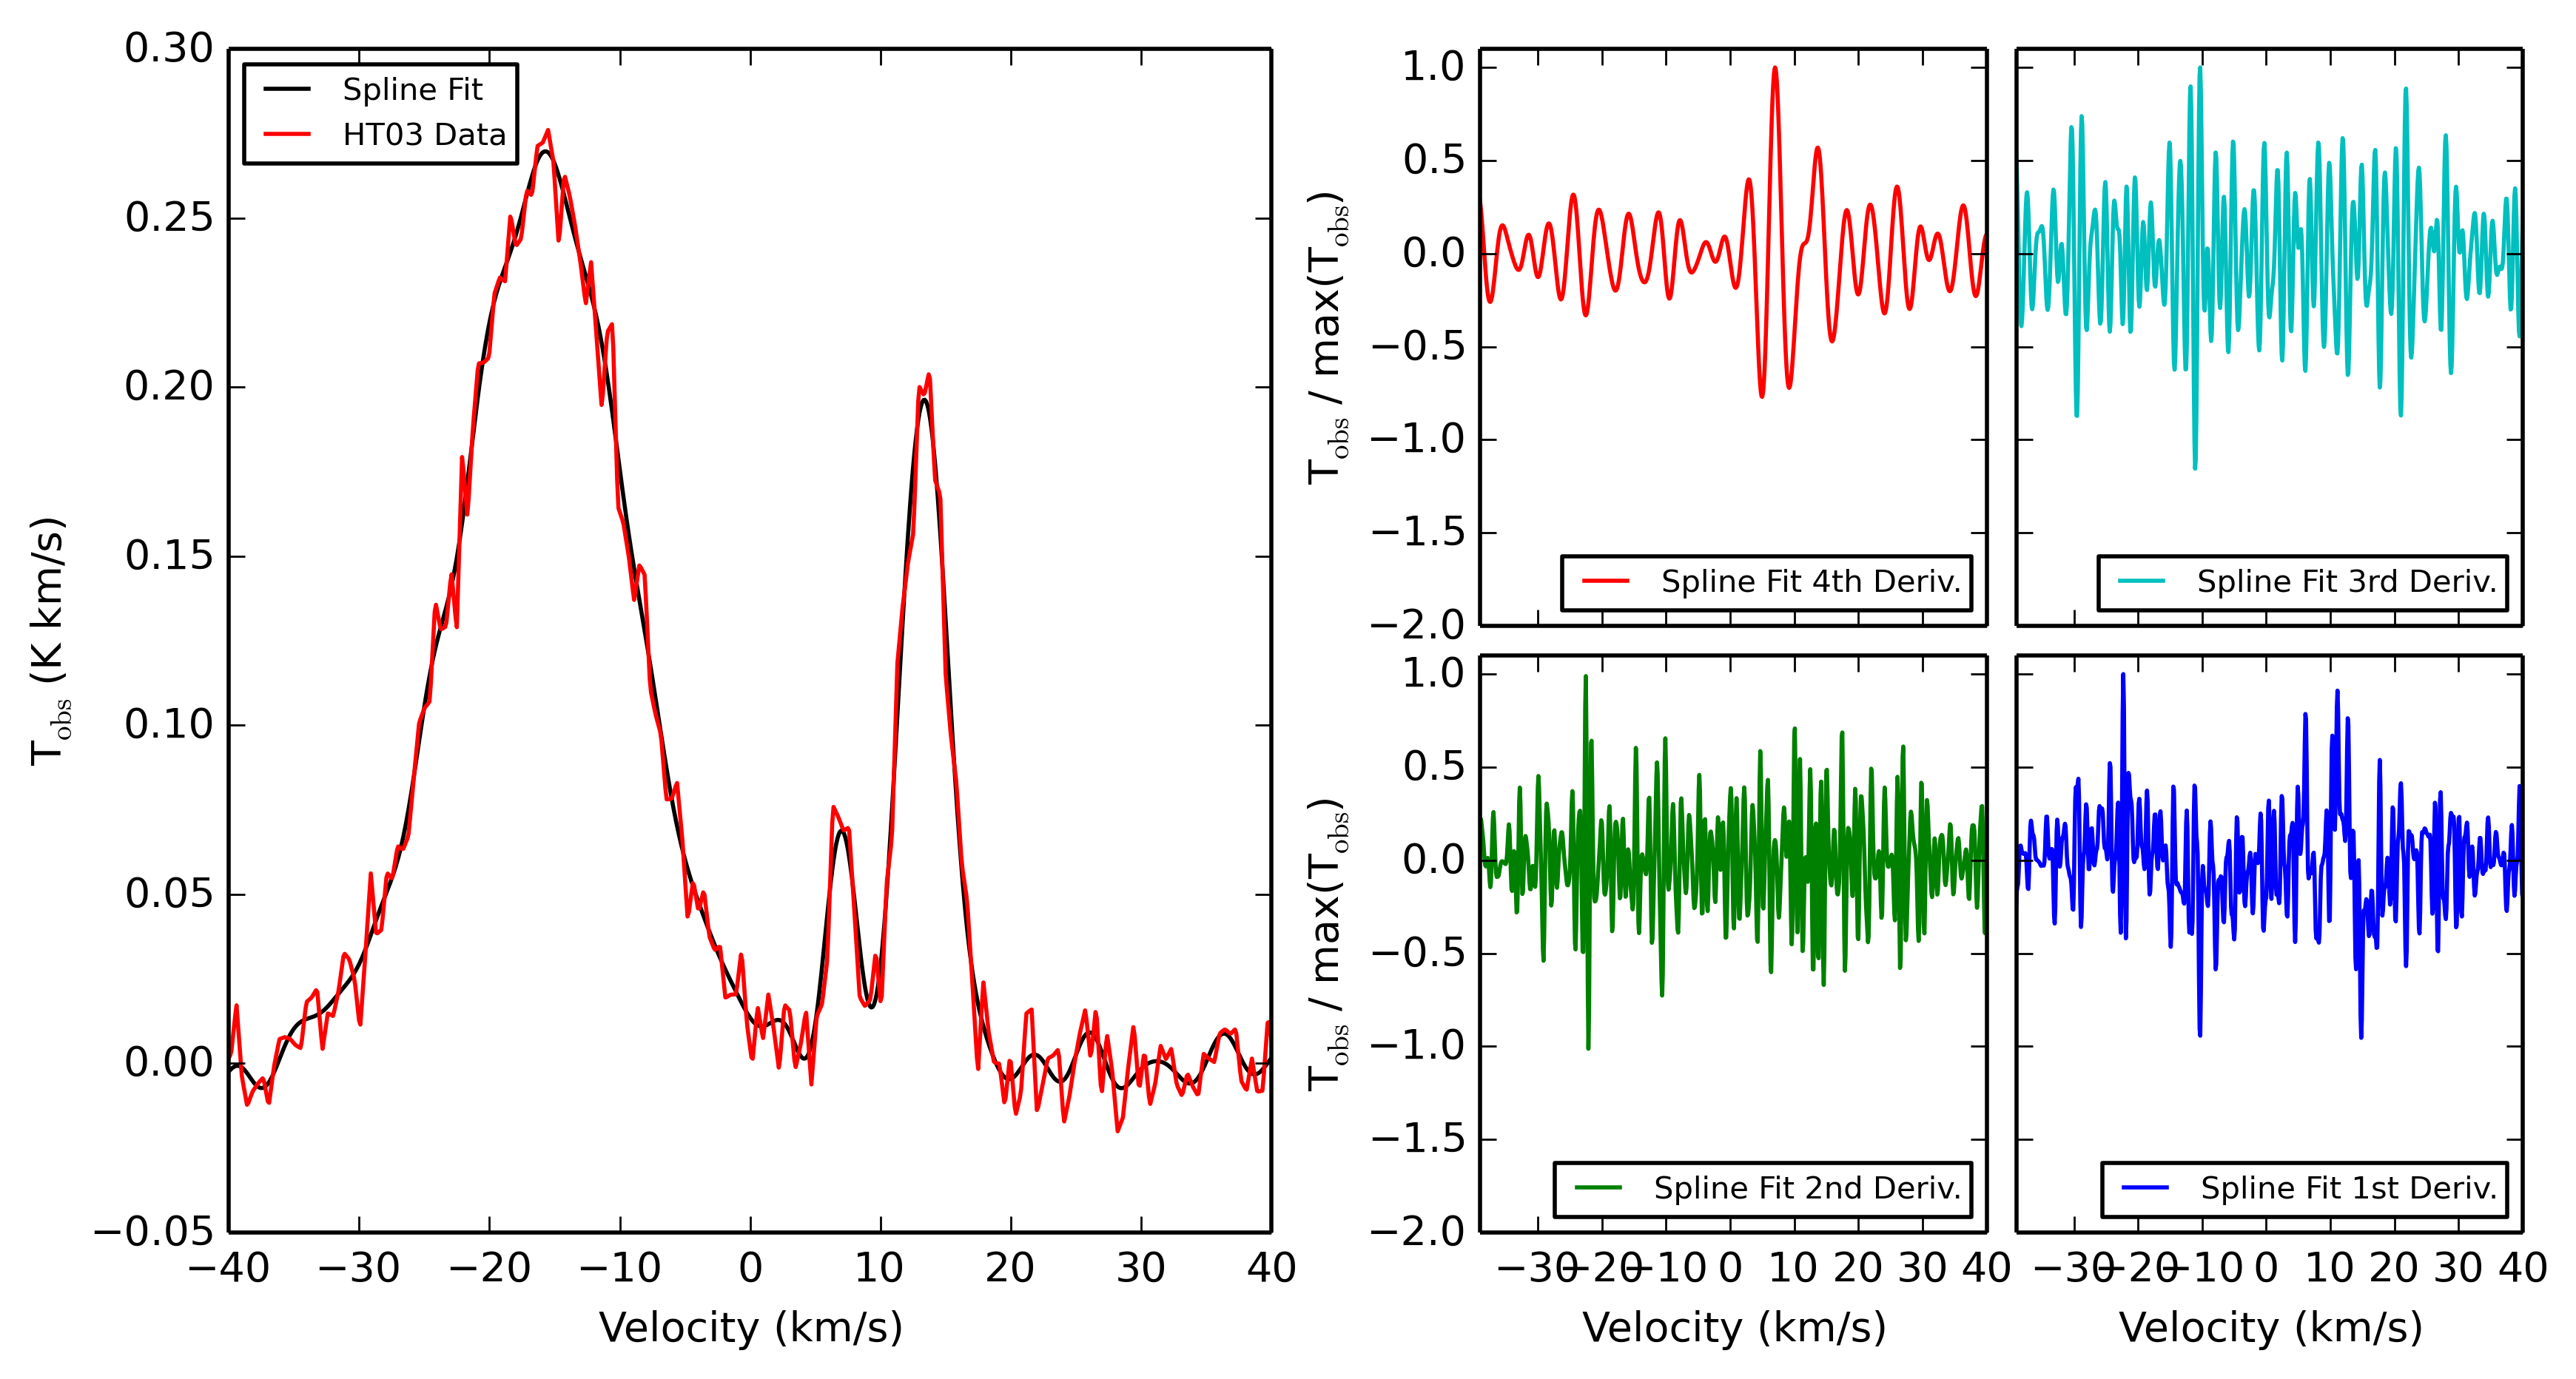 0.30
0.25
0.20
0.15
0.10
0.05
0.00
−0.05
−40 −30 −20 −10 0 10 20 30 40
Velocity (km/s)
T_obs (K km/s)
Spline Fit
HT03 Data
1.0
0.5
0.0
−0.5
−1.0
−1.5
−2.0
T_obs / max(T_obs)
Spline Fit 4th Deriv.
Spline Fit 3rd Deriv.
1.0
0.5
0.0
−0.5
−1.0
−1.5
−2.0
T_obs / max(T_obs)
Spline Fit 2nd Deriv.
−30 −20 −10 0 10 20 30 40
Velocity (km/s)
Spline Fit 1st Deriv.
−30 −20 −10 0 10 20 30 40
Velocity (km/s)